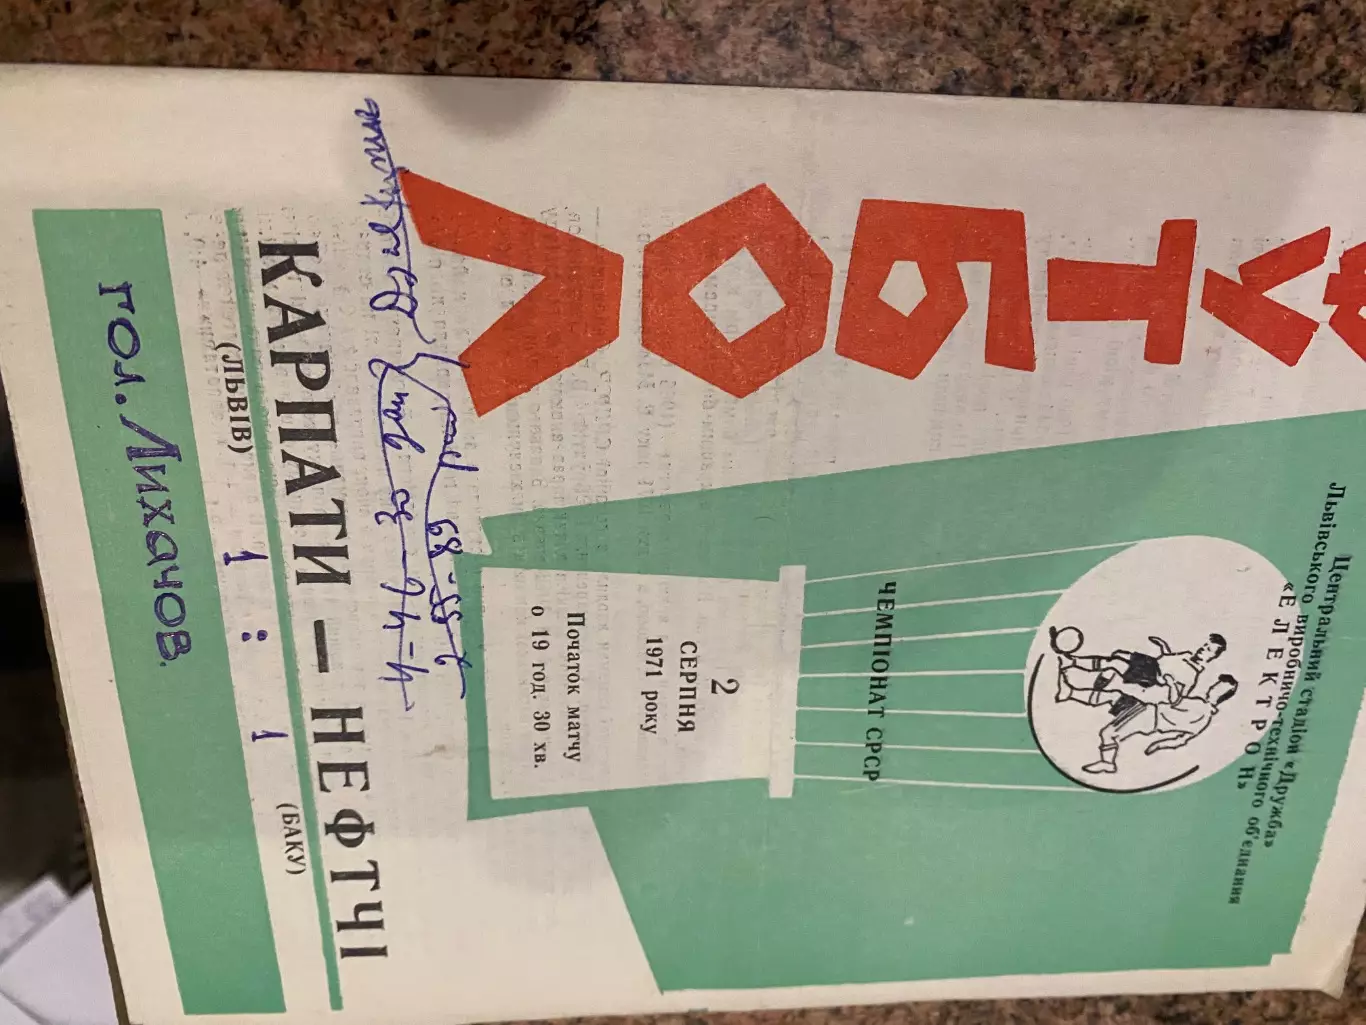 Центральний стадіон «Дружба»
Львівського виробничо-технічного об'єднання
«ЕЛЕКТРОН»
ФУТБОЛ
ЧЕМПІОНАТ СРСР
2
СЕРПНЯ
1971 року
Початок матчу
о 19 год. 30 хв.
КАРПАТИ — НЕФТЧІ
(ЛЬВІВ) 1 : 1 (БАКУ)
гол. Лихачов.